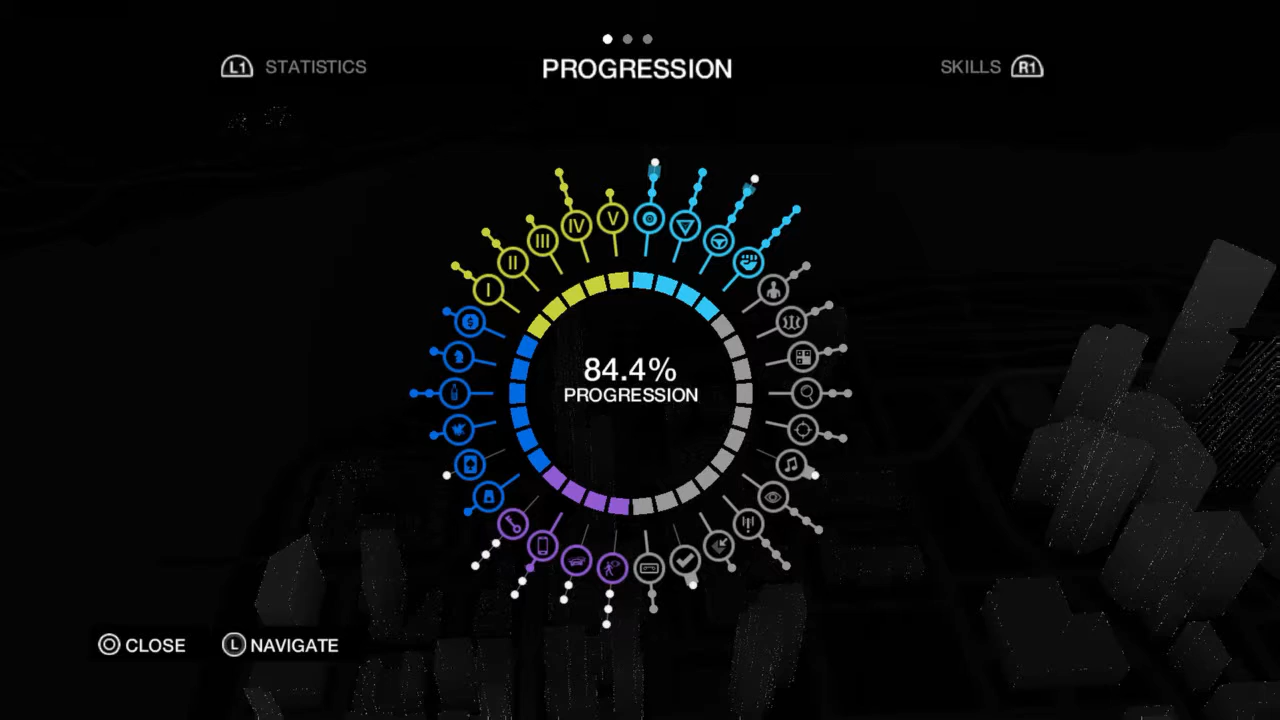 L1 STATISTICS
PROGRESSION
SKILLS R1
I
II
III
IV
V
84.4%
PROGRESSION
CLOSE
L NAVIGATE